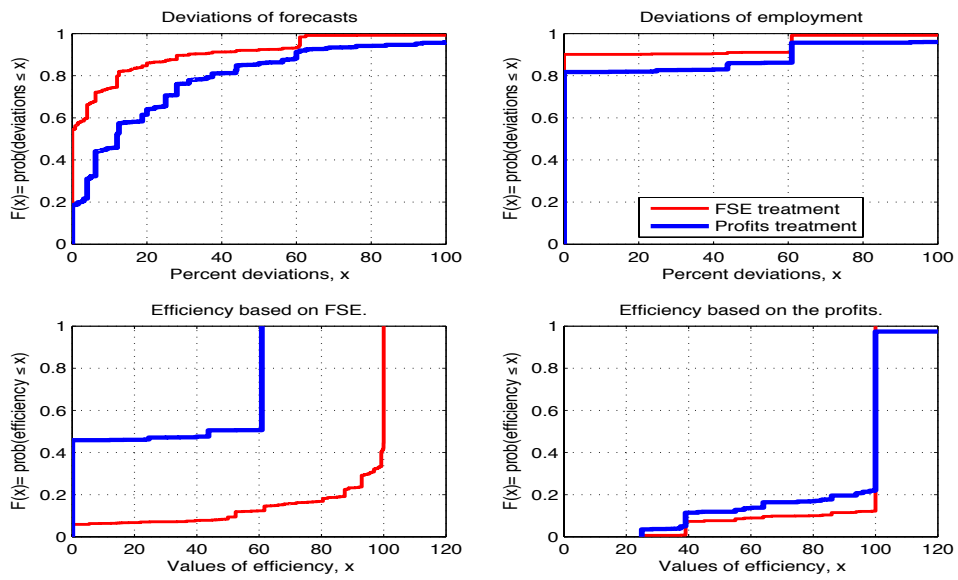 Deviations of forecasts
F(x)= prob(deviations ≤ x)
1
0.8
0.6
0.4
0.2
0
0 20 40 60 80 100
Percent deviations, x
Deviations of employment
F(x)= prob(deviations ≤ x)
1
0.8
0.6
0.4
0.2
0
FSE treatment
Profits treatment
0 20 40 60 80 100
Percent deviations, x
Efficiency based on FSE.
F(x)= prob(efficiency ≤ x)
1
0.8
0.6
0.4
0.2
0
0 20 40 60 80 100 120
Values of efficiency, x
Efficiency based on the profits.
F(x)= prob(efficiency ≤ x)
1
0.8
0.6
0.4
0.2
0
0 20 40 60 80 100 120
Values of efficiency, x